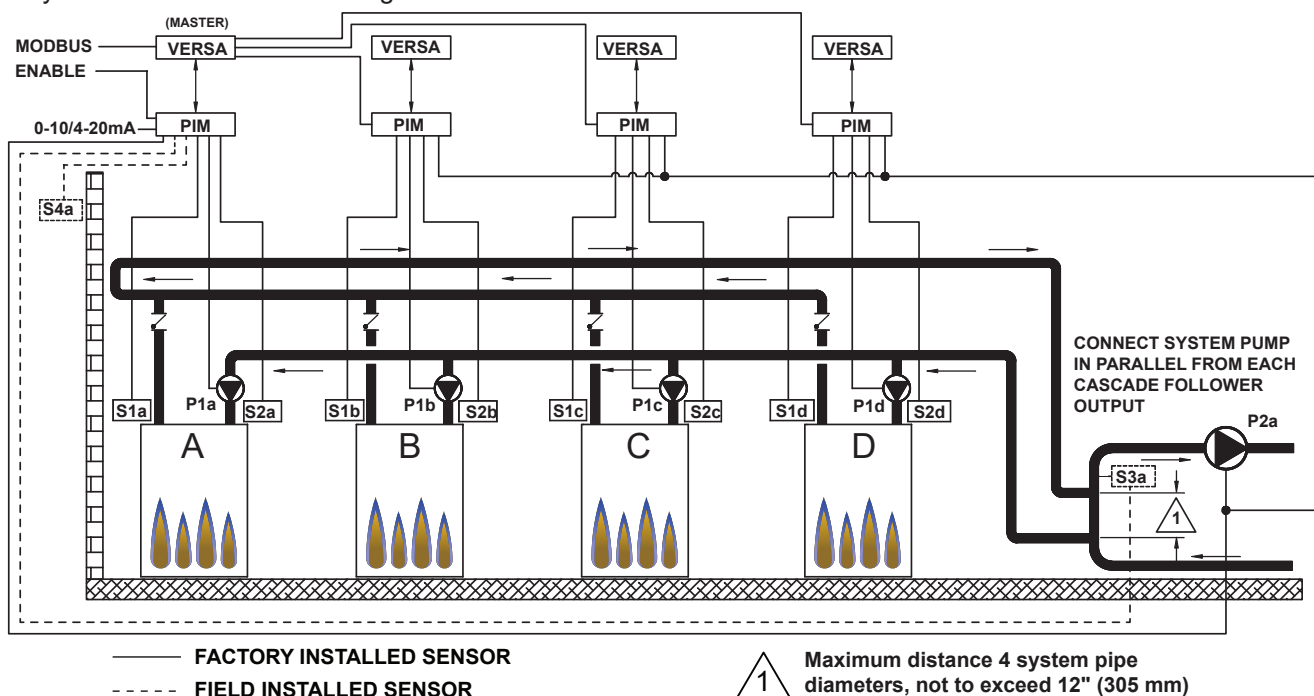 (MASTER)
MODBUS
VERSA
VERSA
VERSA
VERSA
ENABLE
0-10/4-20mA
PIM
PIM
PIM
PIM
S4a
CONNECT SYSTEM PUMP
IN PARALLEL FROM EACH
CASCADE FOLLOWER
OUTPUT
S1a
P1a
S2a
S1b
P1b
S2b
S1c
P1c
S2c
S1d
P1d
S2d
P2a
A
B
C
D
S3a
1
FACTORY INSTALLED SENSOR
FIELD INSTALLED SENSOR
1
Maximum distance 4 system pipe
diameters, not to exceed 12" (305 mm)